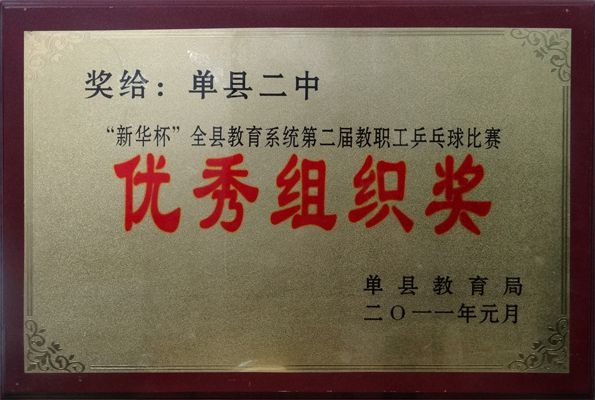 奖给：单县二中
“新华杯”全县教育系统第二届教职工乒乓球比赛
优秀组织奖
单县教育局
二〇一一年元月